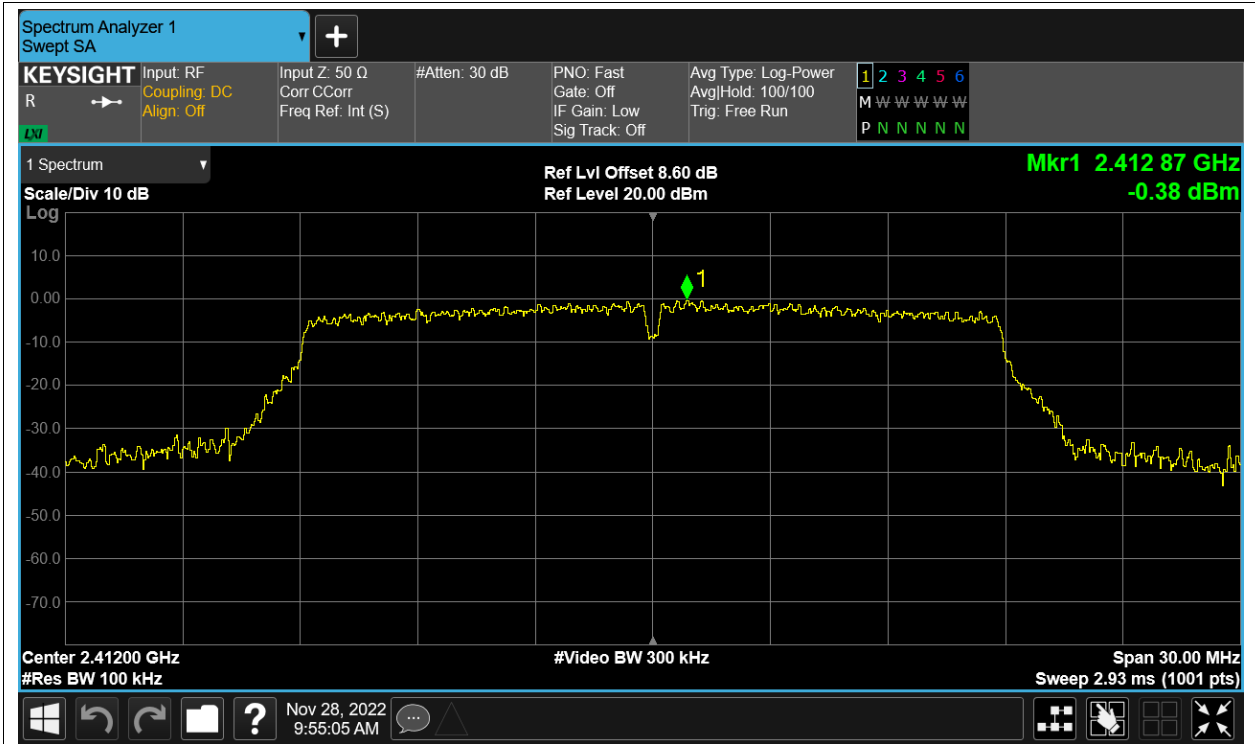 Spectrum Analyzer 1
Swept SA
KEYSIGHT
R
LXI
Input: RF
Coupling: DC
Align: Off
Input Z: 50 Ω
Corr CCorr
Freq Ref: Int (S)
#Atten: 30 dB
PNO: Fast
Gate: Off
IF Gain: Low
Sig Track: Off
Avg Type: Log-Power
Avg|Hold: 100/100
Trig: Free Run
1 2 3 4 5 6
M W W W W W
P N N N N N
1 Spectrum
Scale/Div 10 dB
Ref Lvl Offset 8.60 dB
Ref Level 20.00 dBm
Mkr1 2.412 87 GHz
-0.38 dBm
Log
10.0
0.00
-10.0
-20.0
-30.0
-40.0
-50.0
-60.0
-70.0
1
Center 2.41200 GHz
#Video BW 300 kHz
Span 30.00 MHz
#Res BW 100 kHz
Sweep 2.93 ms (1001 pts)
?
Nov 28, 2022
9:55:05 AM